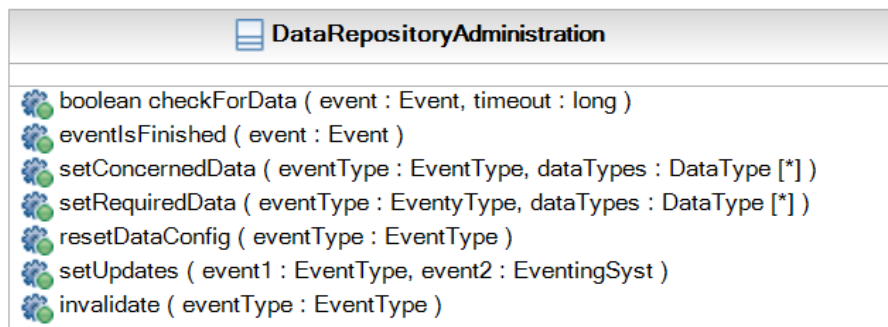 DataRepositoryAdministration
boolean checkForData ( event : Event, timeout : long )
eventIsFinished ( event : Event )
setConcernedData ( eventType : EventType, dataTypes : DataType [*] )
setRequiredData ( eventType : EventyType, dataTypes : DataType [*] )
resetDataConfig ( eventType : EventType )
setUpdates ( event1 : EventType, event2 : EventingSyst )
invalidate ( eventType : EventType )